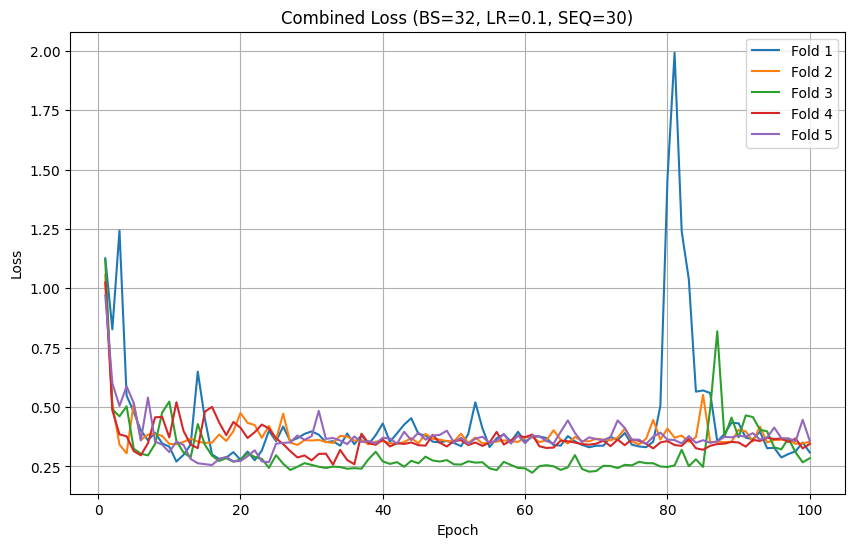 Combined Loss (BS=32, LR=0.1, SEQ=30)
Loss
2.00
1.75
1.50
1.25
1.00
0.75
0.50
0.25
Fold 1
Fold 2
Fold 3
Fold 4
Fold 5
0 20 40 60 80 100
Epoch